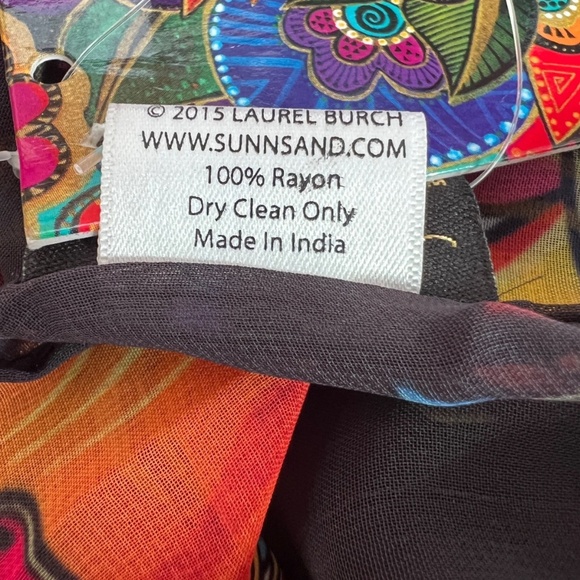 © 2015 LAUREL BURCH
WWW.SUNNSAND.COM
100% Rayon
Dry Clean Only
Made In India